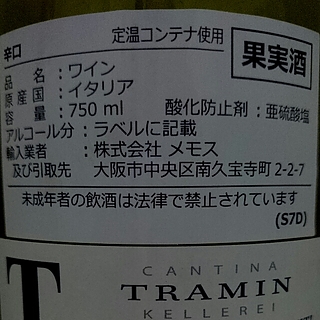 辛口
定温コンテナ使用
果実酒
品 名：ワイン
原 産 国：イタリア
容 量：750 ml 酸化防止剤：亜硫酸塩
アルコール分：ラベルに記載
輸入業者：株式会社 メモス
及び引取先 大阪市中央区南久宝寺町2-2-7
未成年者の飲酒は法律で禁止されています
(S7D)
T
CANTINA
TRAMIN
KELLEREI